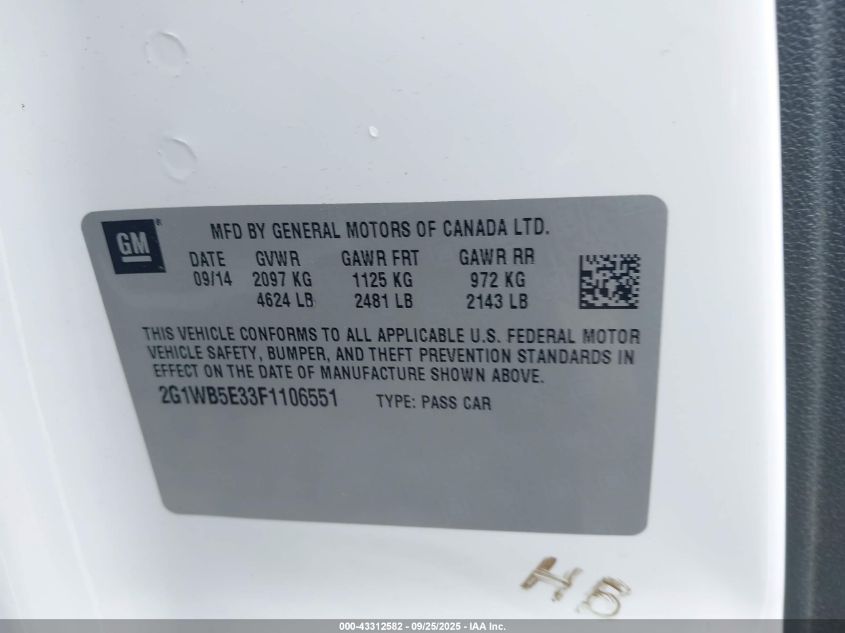 GM®
MFD BY GENERAL MOTORS OF CANADA LTD.
DATE GVWR GAWR FRT GAWR RR
09/14 2097 KG 1125 KG 972 KG
4624 LB 2481 LB 2143 LB
THIS VEHICLE CONFORMS TO ALL APPLICABLE U.S. FEDERAL MOTOR
VEHICLE SAFETY, BUMPER, AND THEFT PREVENTION STANDARDS IN
EFFECT ON THE DATE OF MANUFACTURE SHOWN ABOVE.
2G1WB5E33F1106551 TYPE: PASS CAR
HB
000-43312582 - 09/25/2025 - IAA Inc.